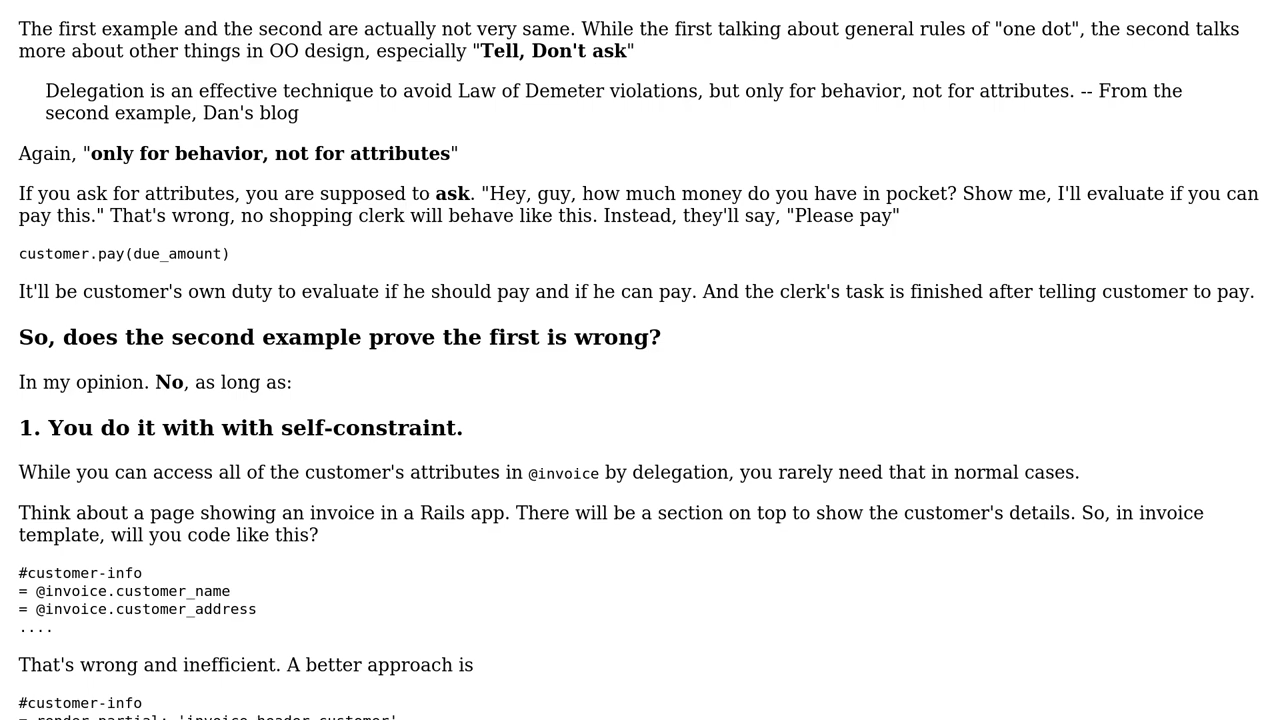 The first example and the second are actually not very same. While the first talking about general rules of "one dot", the second talks
more about other things in OO design, especially "Tell, Don't ask"
Delegation is an effective technique to avoid Law of Demeter violations, but only for behavior, not for attributes. -- From the
second example, Dan's blog
Again, "only for behavior, not for attributes"
If you ask for attributes, you are supposed to ask. "Hey, guy, how much money do you have in pocket? Show me, I'll evaluate if you can
pay this." That's wrong, no shopping clerk will behave like this. Instead, they'll say, "Please pay"
customer.pay(due_amount)
It'll be customer's own duty to evaluate if he should pay and if he can pay. And the clerk's task is finished after telling customer to pay.
So, does the second example prove the first is wrong?
In my opinion. No, as long as:
1. You do it with with self-constraint.
While you can access all of the customer's attributes in @invoice by delegation, you rarely need that in normal cases.
Think about a page showing an invoice in a Rails app. There will be a section on top to show the customer's details. So, in invoice
template, will you code like this?
#customer-info
= @invoice.customer_name
= @invoice.customer_address
....
That's wrong and inefficient. A better approach is
#customer-info